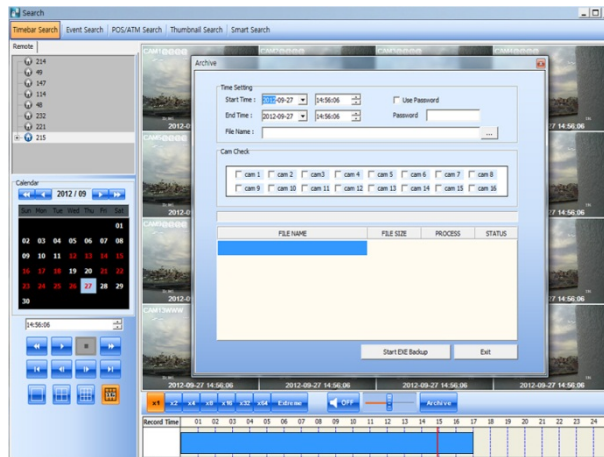 Search
Timebar Search Event Search POS/ATM Search Thumbnail Search Smart Search
Remote
214
49
147
114
48
232
221
215
Calendar
2012 / 09
Sun Mon Tue Wed Thu Fri Sat
01
02 03 04 05 06 07 08
09 10 11 12 13 14 15
16 17 18 19 20 21 22
23 24 25 26 27 28 29
30
14:56:06
Archive
Time Setting
Start Time : 2012-09-27 14:56:06 Use Password
End Time : 2012-09-27 14:56:06 Password
File Name : ...
Cam Check
cam 1 cam 2 cam3 cam 4 cam 5 cam 6 cam 7 cam 8
cam 9 cam 10 cam 11 cam 12 cam 13 cam 14 cam 15 cam 16
FILE NAME FILE SIZE PROCESS STATUS
Start EXE Backup Exit
2012-09-27 14:56:06 2012-09-27 14:56:06 2012-09-27 14:56:06
x1 x2 x4 x8 x16 x32 x64 Extreme OFF Archive
Record Time 01 02 03 04 05 06 07 08 09 10 11 12 13 14 15 16 17 18 19 20 21 22 23 24